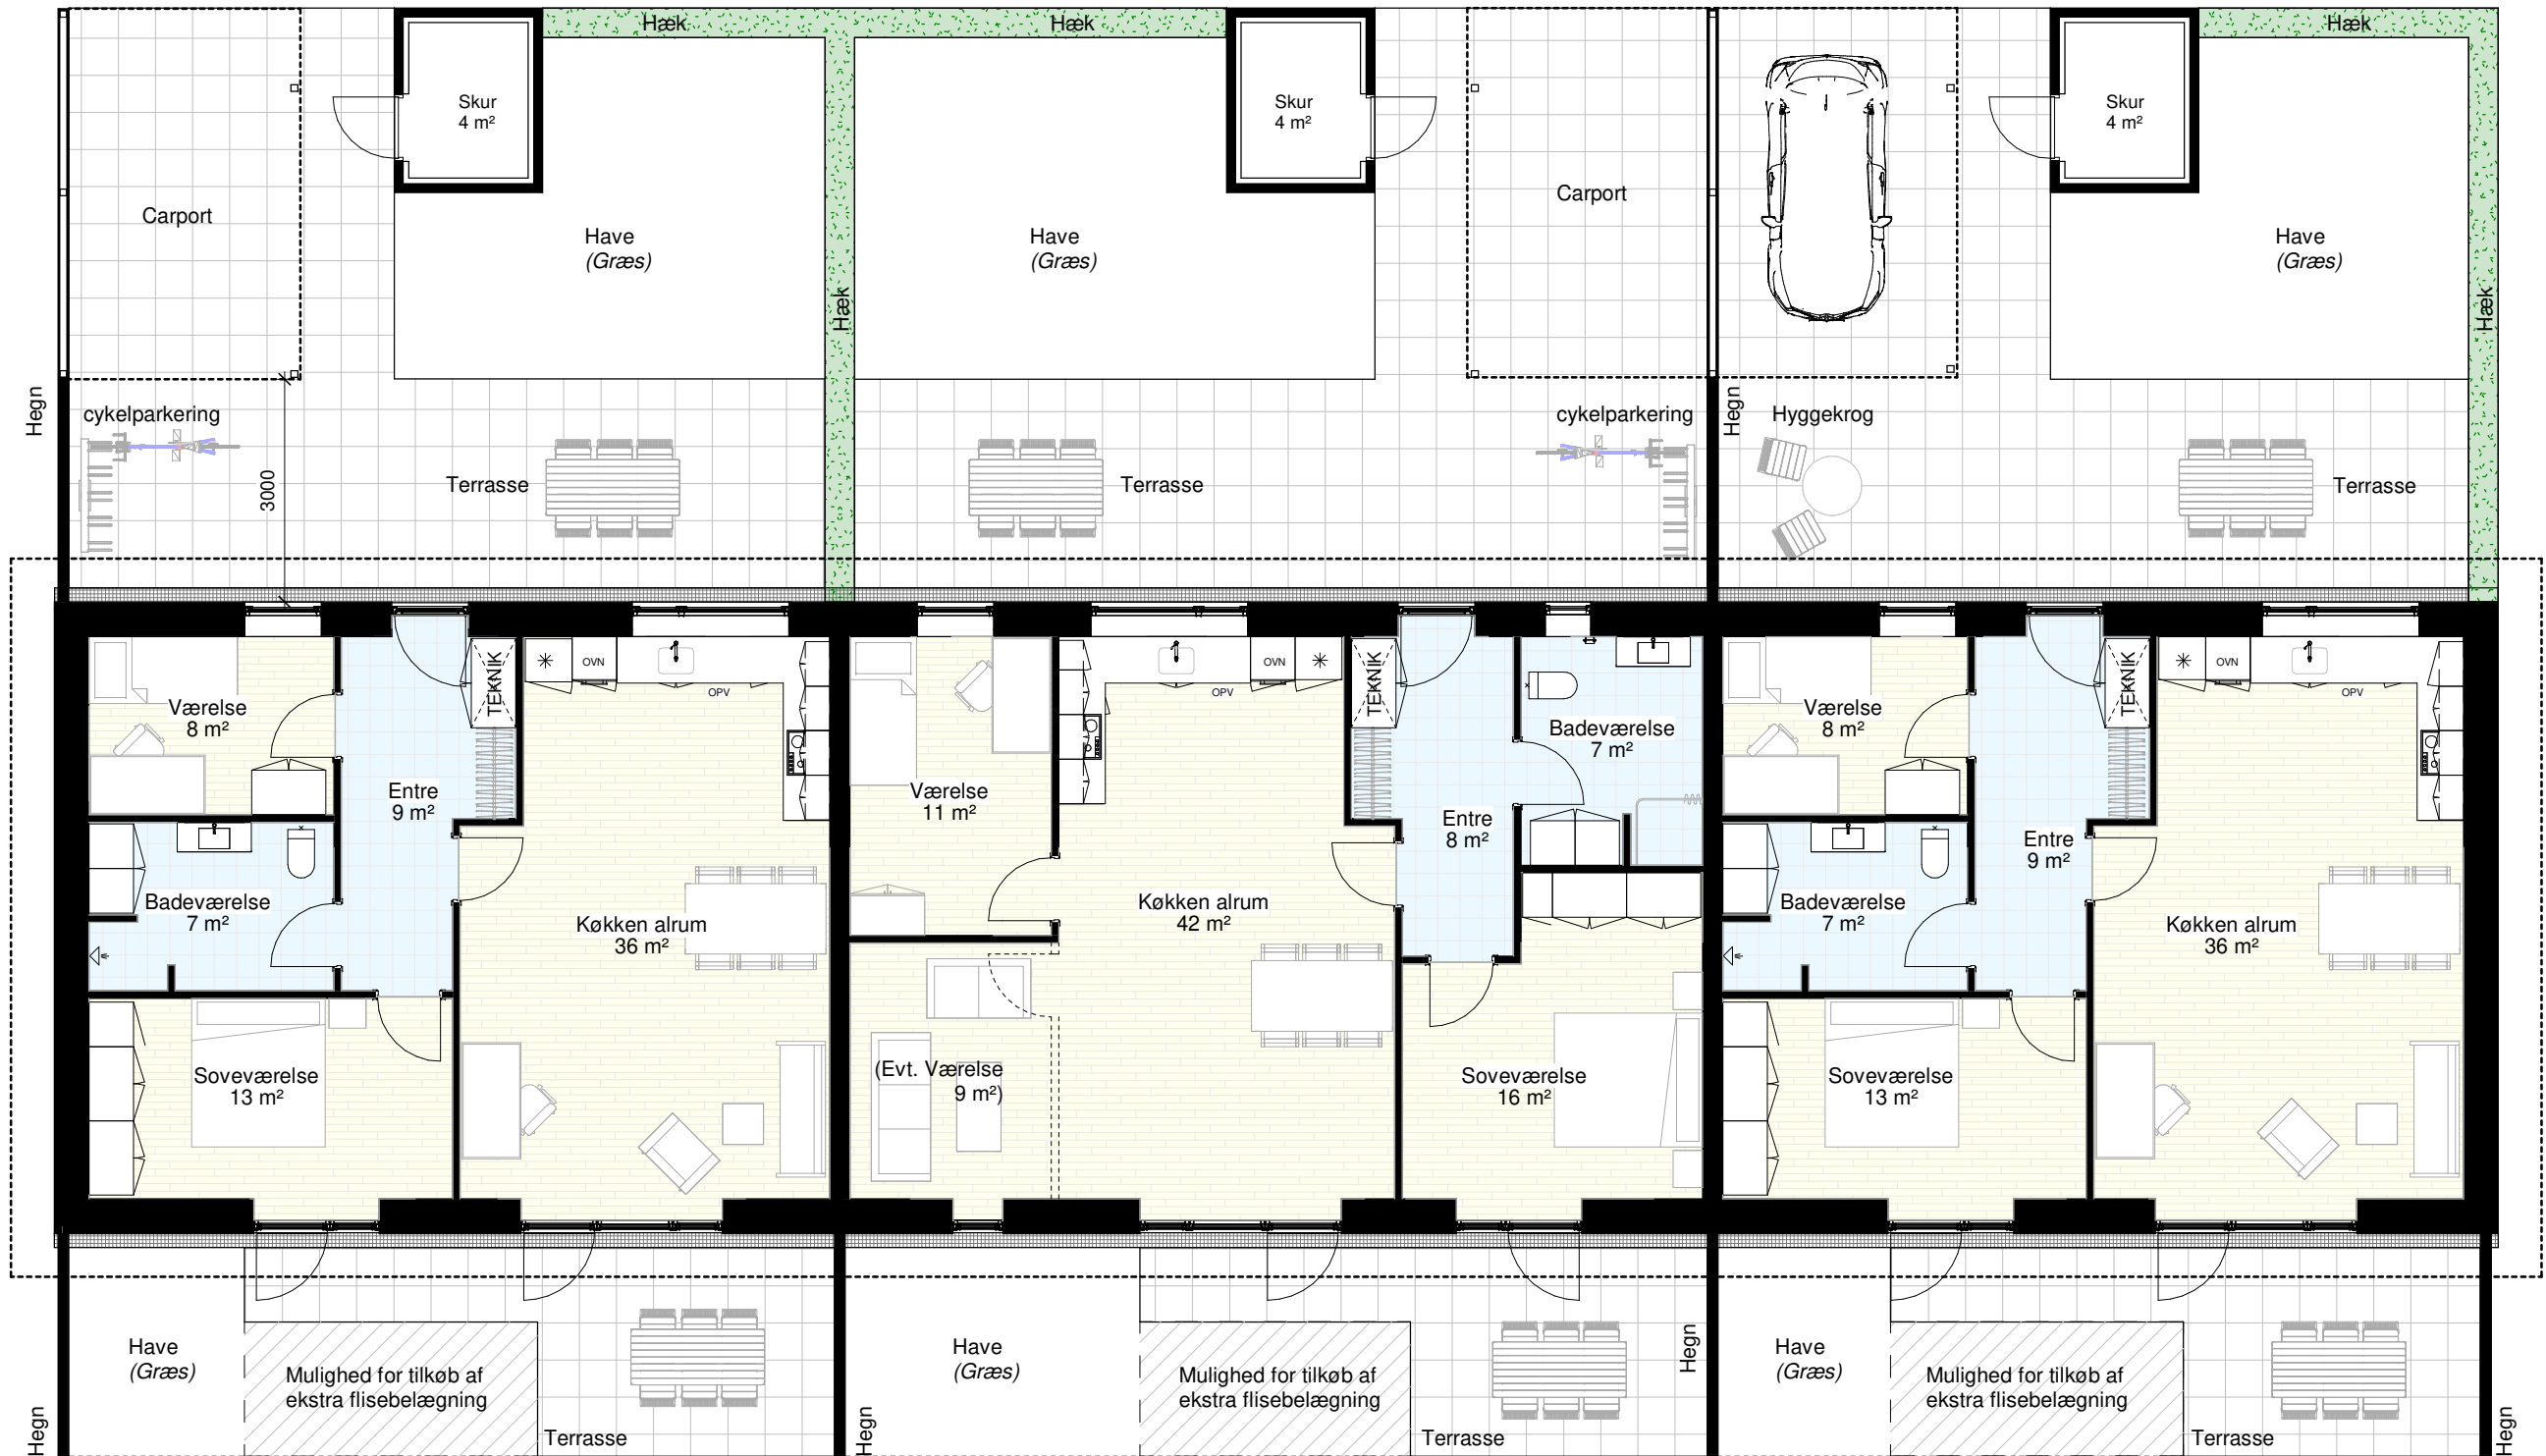 Hæk
Hæk
Hæk
Skur
4 m²
Skur
4 m²
Skur
4 m²
Carport
Carport
Have
(Græs)
Have
(Græs)
Have
(Græs)
Hæk
Hæk
Hegn
cykelparkering
cykelparkering
Hegn
Hyggekrog
3000
Terrasse
Terrasse
Terrasse
TEKNIK
OVN
OPV
Værelse
8 m²
Entre
9 m²
Badeværelse
7 m²
Køkken alrum
36 m²
Soveværelse
13 m²
Værelse
11 m²
OVN
OPV
TEKNIK
Badeværelse
7 m²
Entre
8 m²
Køkken alrum
42 m²
(Evt. Værelse
9 m²)
Soveværelse
16 m²
Værelse
8 m²
TEKNIK
OVN
OPV
Entre
9 m²
Badeværelse
7 m²
Køkken alrum
36 m²
Soveværelse
13 m²
Have
(Græs)
Mulighed for tilkøb af
ekstra flisebelægning
Terrasse
Hegn
Hegn
Have
(Græs)
Mulighed for tilkøb af
ekstra flisebelægning
Terrasse
Hegn
Have
(Græs)
Mulighed for tilkøb af
ekstra flisebelægning
Terrasse
Hegn